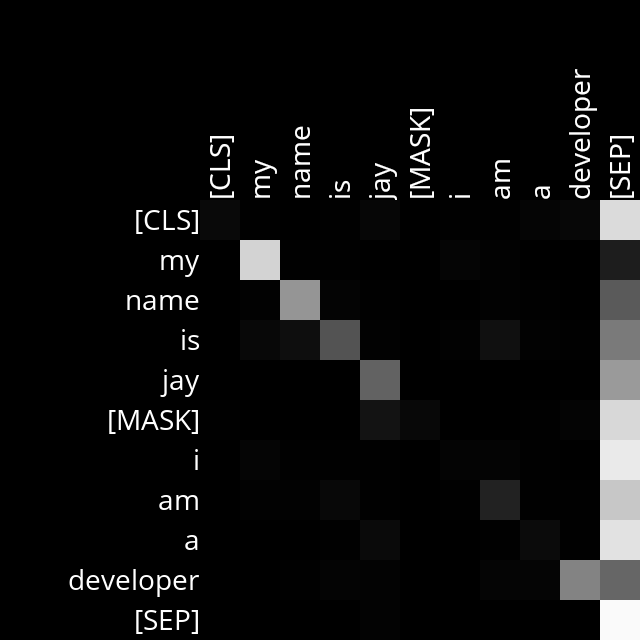 [CLS] my name is jay [MASK] i am a developer [SEP]
[CLS]
my
name
is
jay
[MASK]
i
am
a
developer
[SEP]